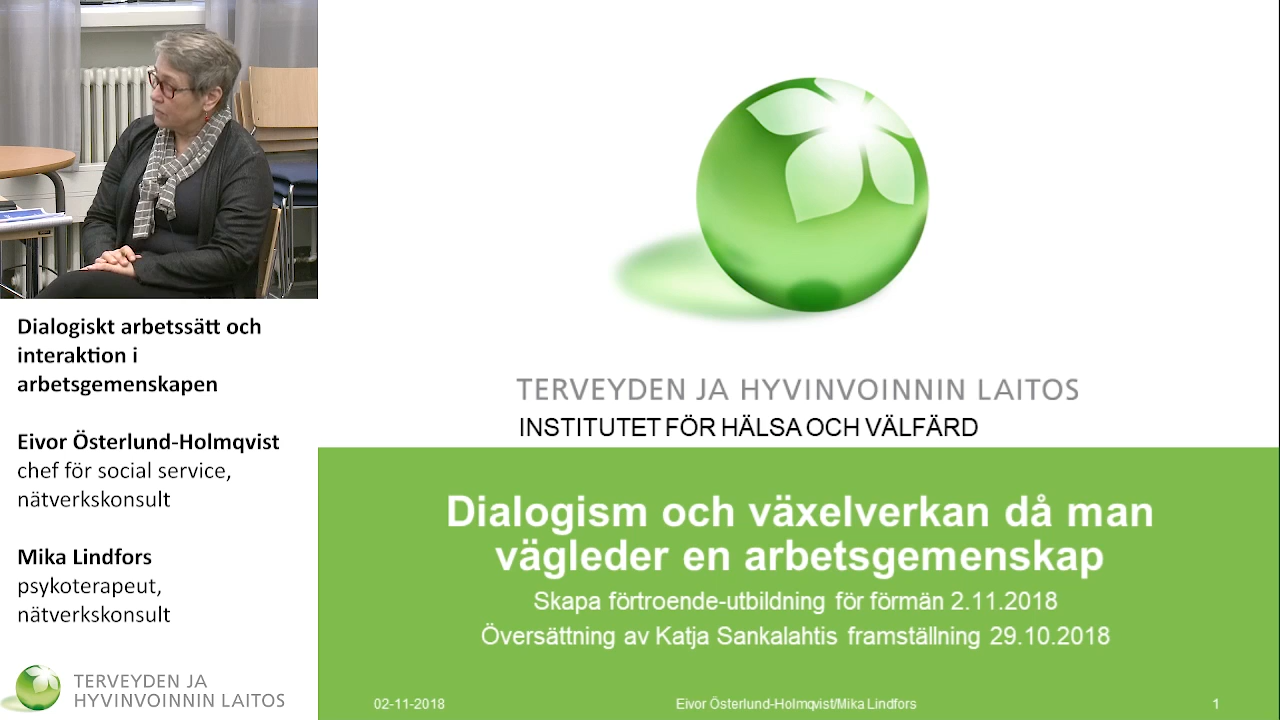 Dialogiskt arbetssätt och
interaktion i
arbetsgemenskapen
Eivor Österlund-Holmqvist
chef för social service,
nätverkskonsult
Mika Lindfors
psykoterapeut,
nätverkskonsult
TERVEYDEN JA
HYVINVOINNIN LAITOS
TERVEYDEN JA HYVINVOINNIN LAITOS
INSTITUTET FÖR HÄLSA OCH VÄLFÄRD
Dialogism och växelverkan då man
vägleder en arbetsgemenskap
Skapa förtroende-utbildning för förmän 2.11.2018
Översättning av Katja Sankalahtis framställning 29.10.2018
02-11-2018
Eivor Österlund-Holmqvist/Mika Lindfors
1